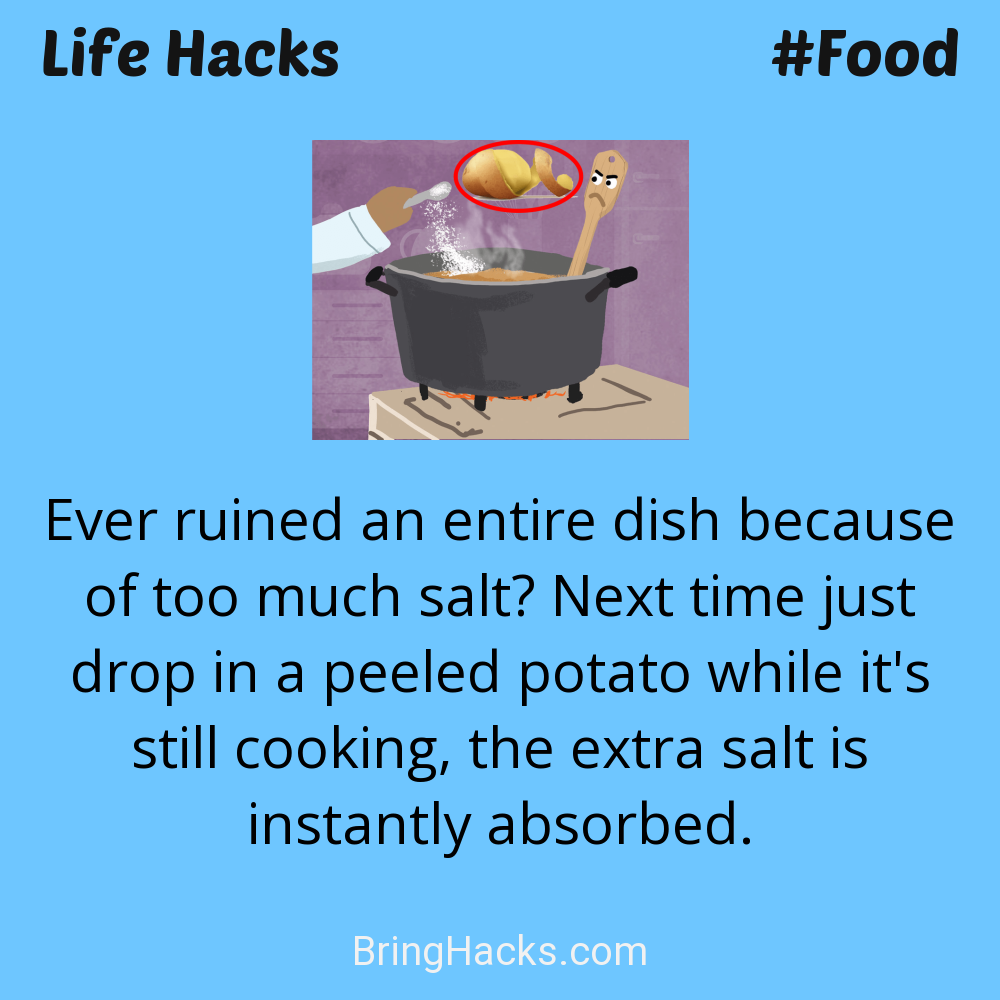 Life Hacks
#Food
Ever ruined an entire dish because
of too much salt? Next time just
drop in a peeled potato while it's
still cooking, the extra salt is
instantly absorbed.
BringHacks.com